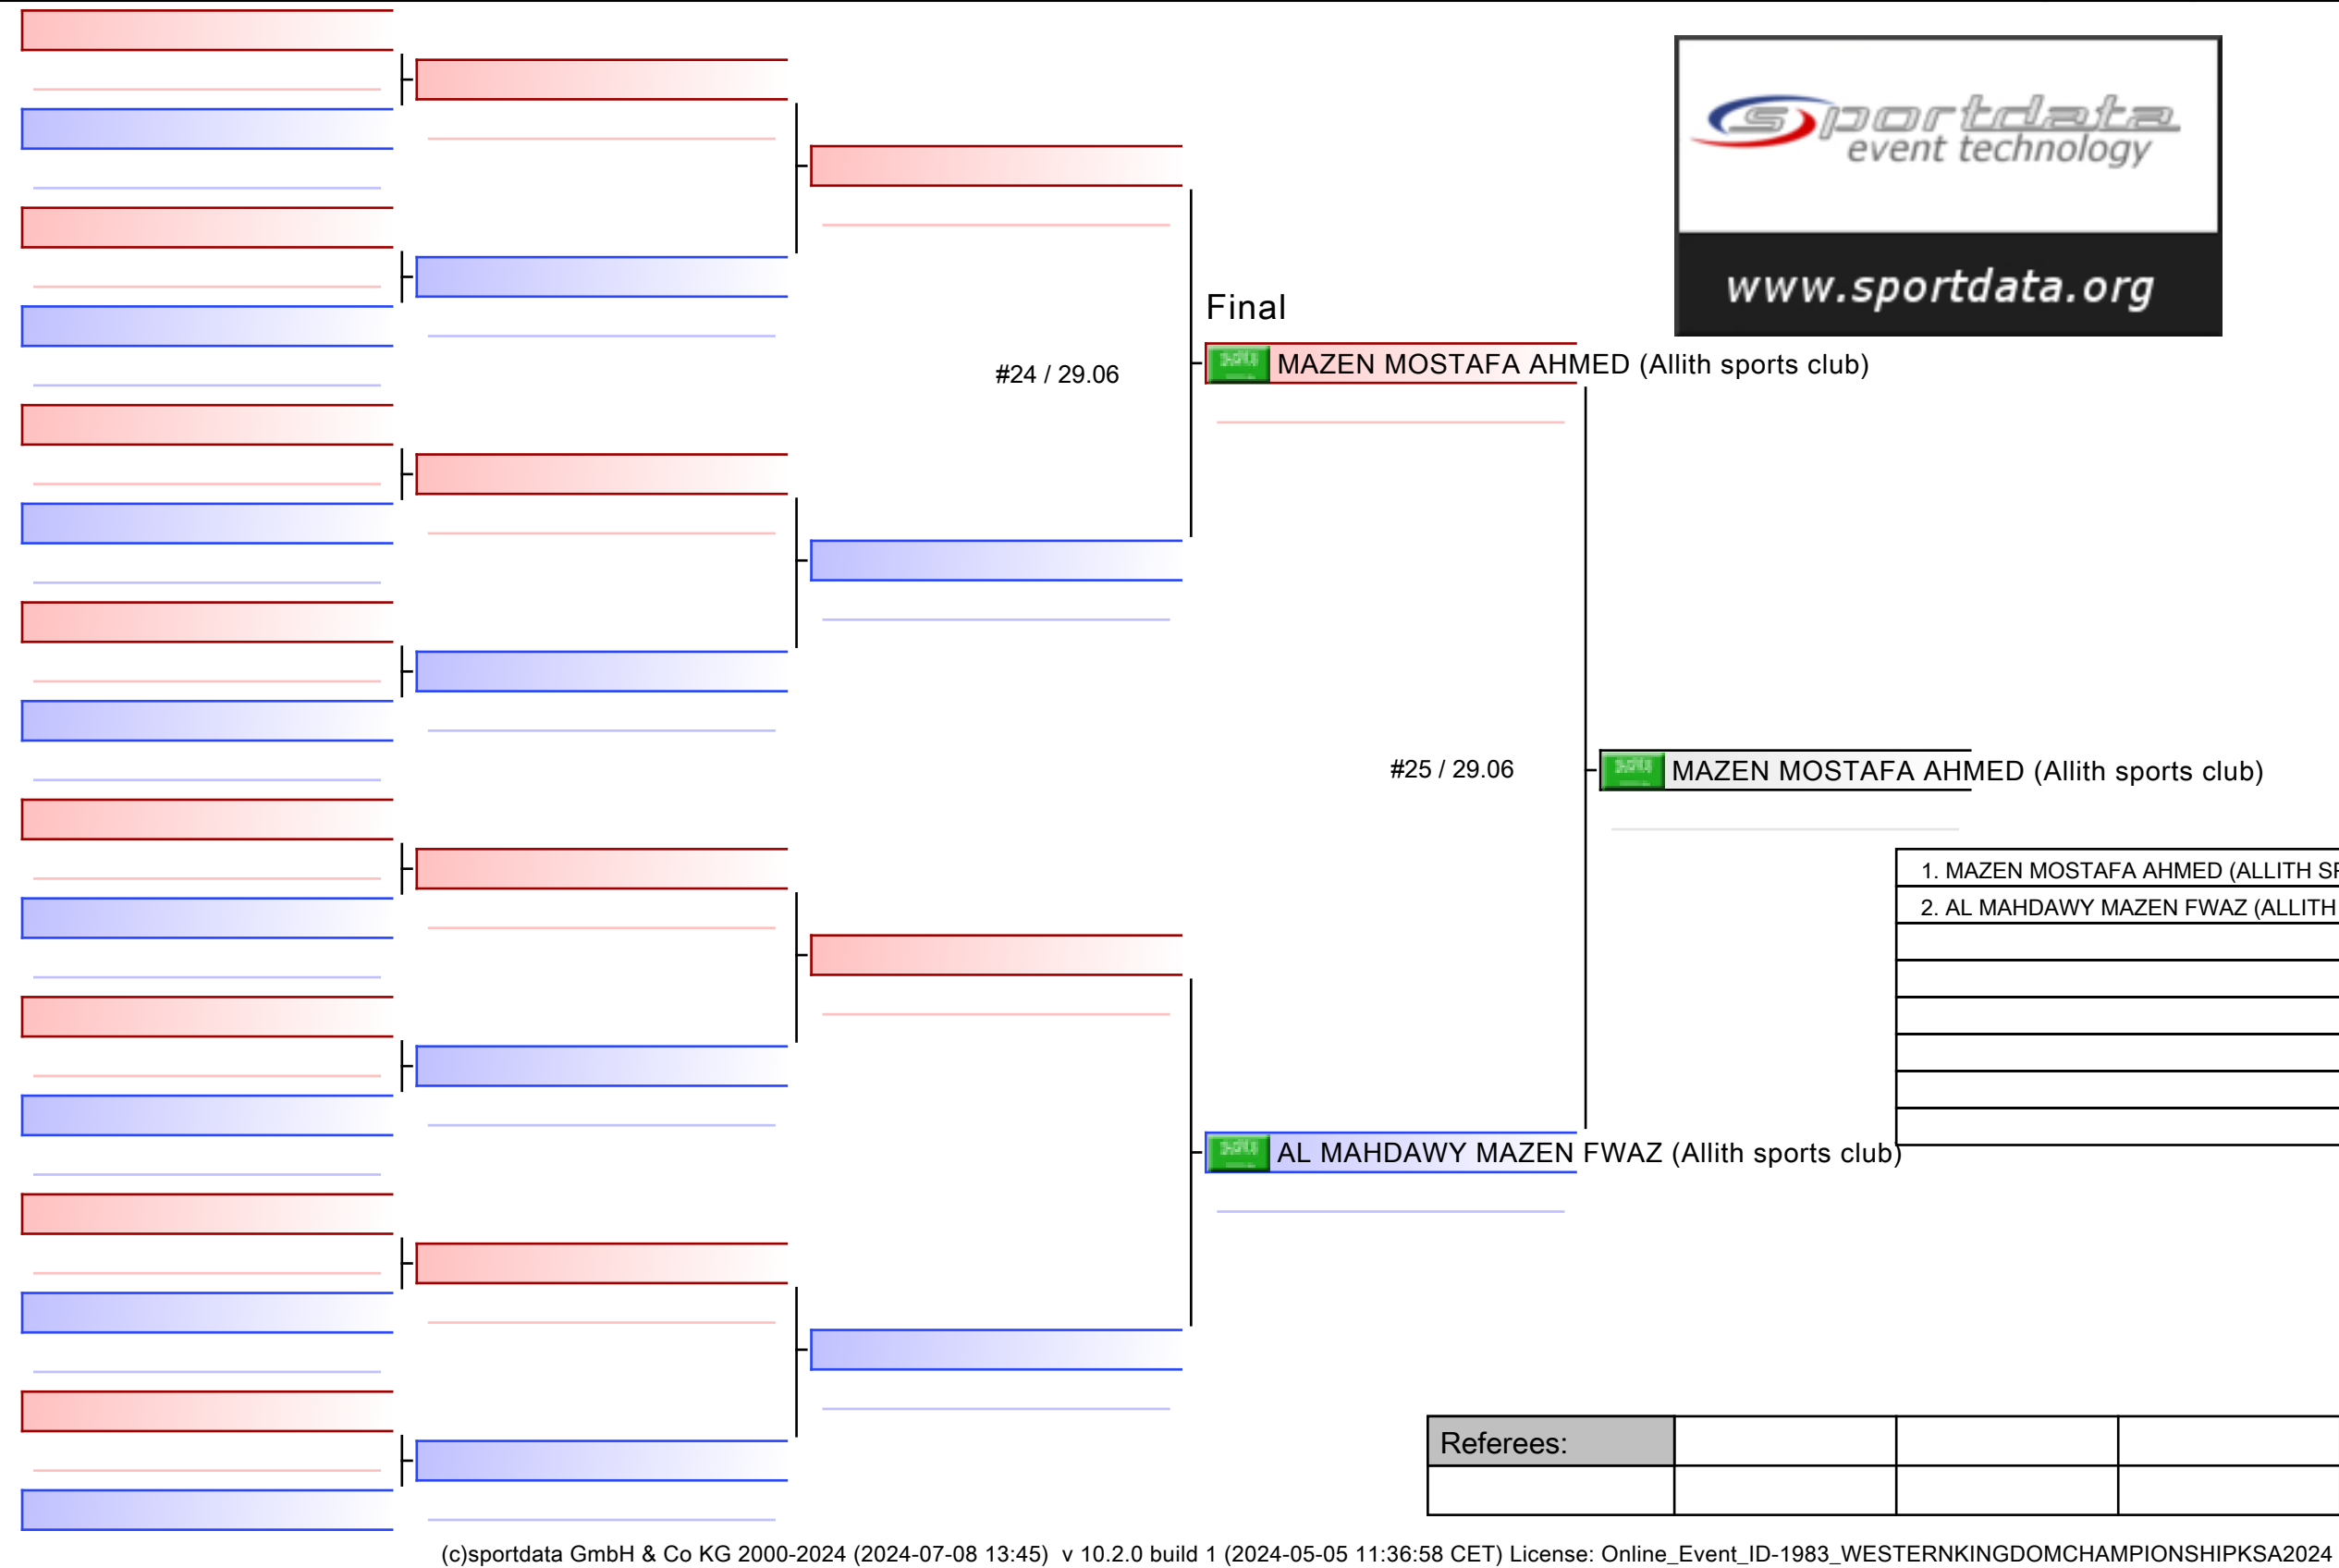 sportdata
event technology
www.sportdata.org
Final
MAZEN MOSTAFA AHMED (Allith sports club)
#24 / 29.06
#25 / 29.06
MAZEN MOSTAFA AHMED (Allith sports club)
1. MAZEN MOSTAFA AHMED (ALLITH
2. AL MAHDAWY MAZEN FWAZ (ALLITH
AL MAHDAWY MAZEN FWAZ (Allith sports club)
Referees:
(c)sportdata GmbH & Co KG 2000-2024 (2024-07-08 13:45) v 10.2.0 build 1 (2024-05-05 11:36:58 CET) License: Online_Event_ID-1983_WESTERNKINGDOMCHAMPIONSHIPKSA2024